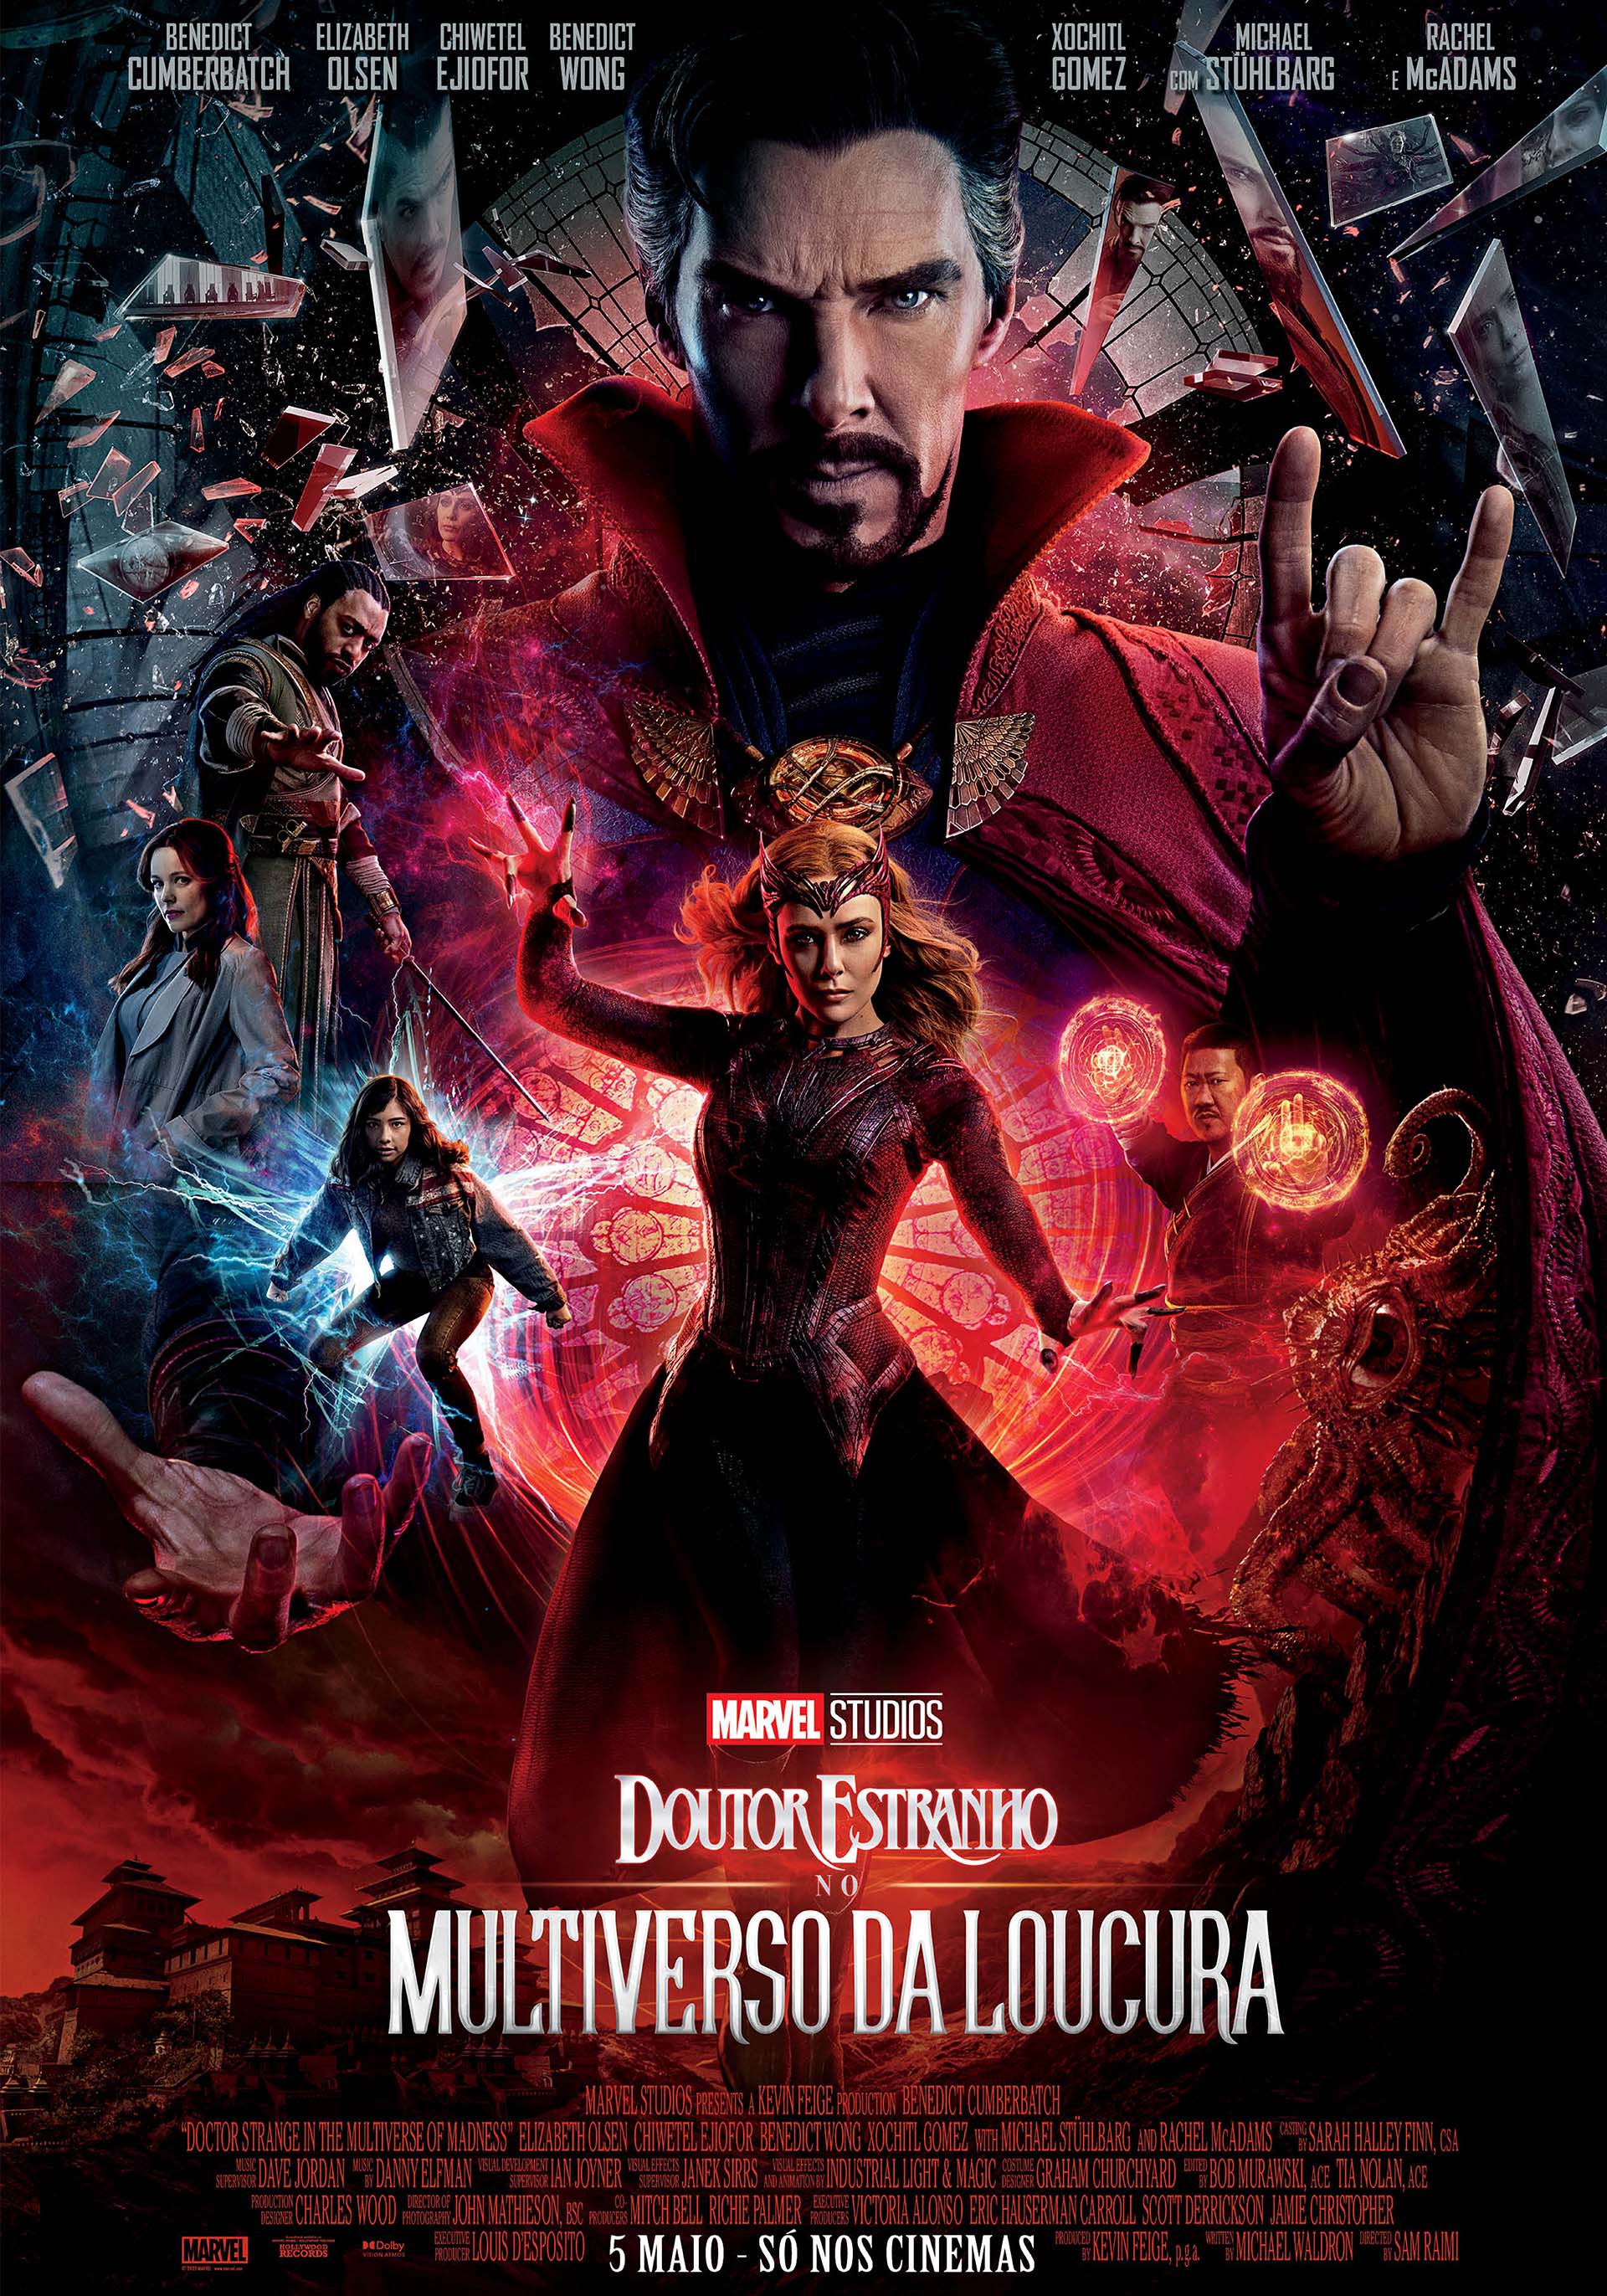 BENEDICT CUMBERBATCH ELIZABETH OLSEN CHIWETEL EJIOFOR BENEDICT WONG XOCHITL GOMEZ COM MICHAEL STÜHLBARG E RACHEL McADAMS
MARVEL STUDIOS
DOUTOR ESTRANHO
NO
MULTIVERSO DA LOUCURA
MARVEL STUDIOS PRESENTS A KEVIN FEIGE PRODUCTION BENEDICT CUMBERBATCH
"DOCTOR STRANGE IN THE MULTIVERSE OF MADNESS" ELIZABETH OLSEN CHIWETEL EJIOFOR BENEDICT WONG XOCHITL GOMEZ WITH MICHAEL STÜHLBARG AND RACHEL McADAMS CASTING BY SARAH HALLEY FINN, CSA
MUSIC SUPERVISOR DAVE JORDAN MUSIC BY DANNY ELFMAN VISUAL DEVELOPMENT SUPERVISOR IAN JOYNER VISUAL EFFECTS SUPERVISOR JANEK SIRRS VISUAL EFFECTS AND ANIMATION BY INDUSTRIAL LIGHT & MAGIC COSTUME DESIGNER GRAHAM CHURCHYARD EDITED BY BOB MURAWSKI, ACE TIA NOLAN, ACE
PRODUCTION DESIGNER CHARLES WOOD DIRECTOR OF PHOTOGRAPHY JOHN MATHIESON, BSC CO-PRODUCERS MITCH BELL RICHIE PALMER EXECUTIVE PRODUCERS VICTORIA ALONSO ERIC HAUSERMAN CARROLL SCOTT DERRICKSON JAMIE CHRISTOPHER
MARVEL HOLLYWOOD RECORDS Dolby VISION·ATMOS EXECUTIVE PRODUCER LOUIS D'ESPOSITO 5 MAIO - SÓ NOS CINEMAS PRODUCED BY KEVIN FEIGE, p.g.a. WRITTEN BY MICHAEL WALDRON DIRECTED BY SAM RAIMI